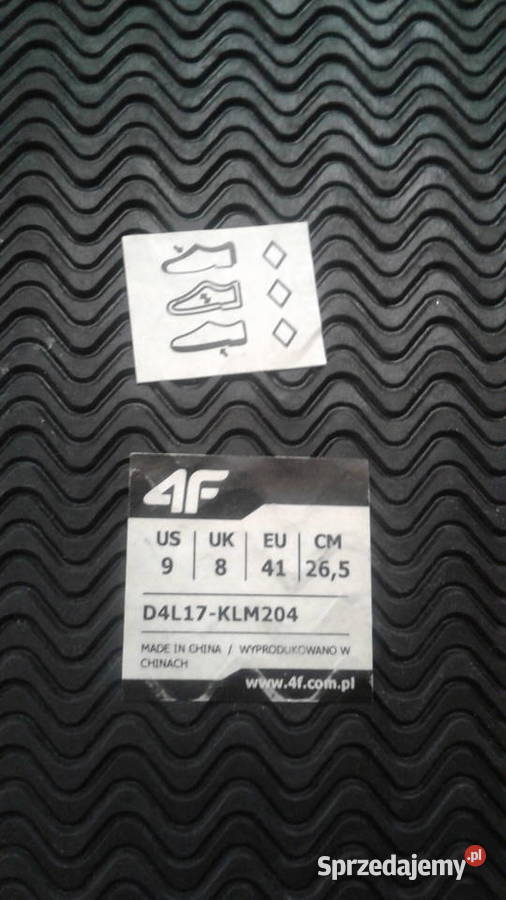 4F
US UK EU CM
9 8 41 26,5
D4L17-KLM204
MADE IN CHINA / WYPRODUKOWANO W
CHINACH
www.4f.com.pl
Sprzedajemy.pl